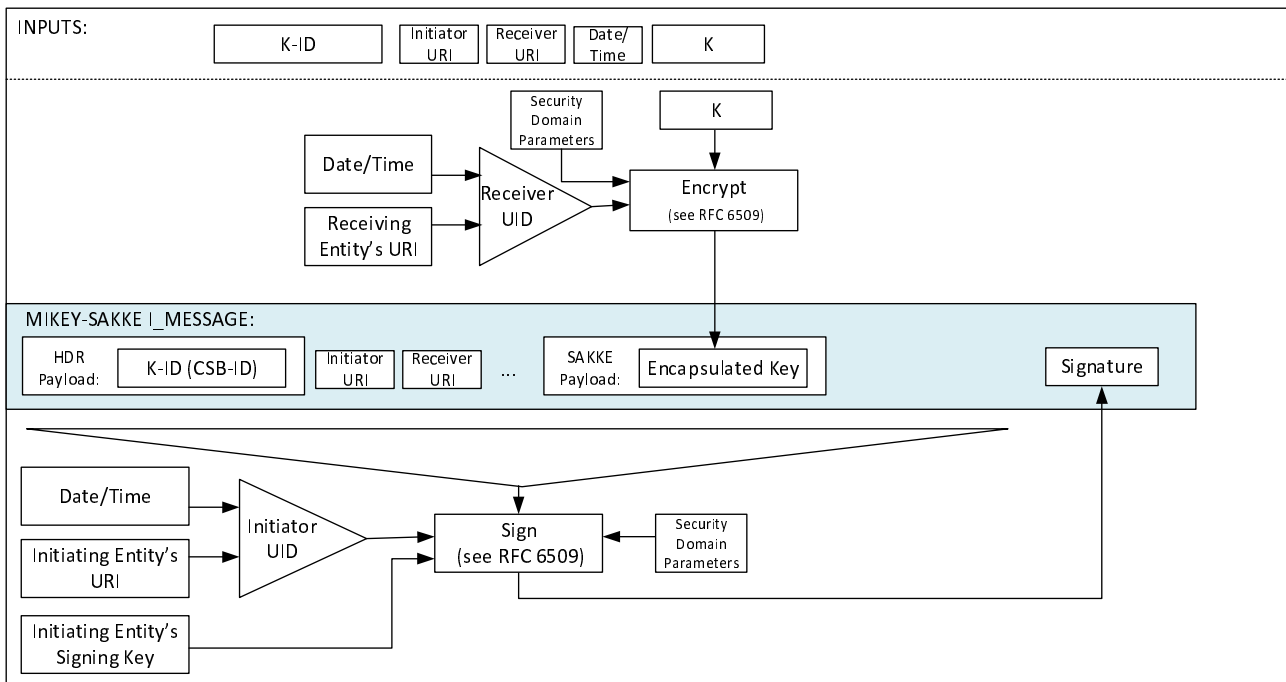 INPUTS:
K-ID
Initiator
URI
Receiver
URI
Date/
Time
K
Security
Domain
Parameters
K
Date/Time
Receiver
UID
Encrypt
(see RFC 6509)
Receiving
Entity's URI
MIKEY-SAKKE I_MESSAGE:
HDR
Payload:
K-ID (CSB-ID)
Initiator
URI
Receiver
URI
...
SAKKE
Payload:
Encapsulated Key
Signature
Date/Time
Initiator
UID
Sign
(see RFC 6509)
Security
Domain
Parameters
Initiating Entity's
URI
Initiating Entity's
Signing Key